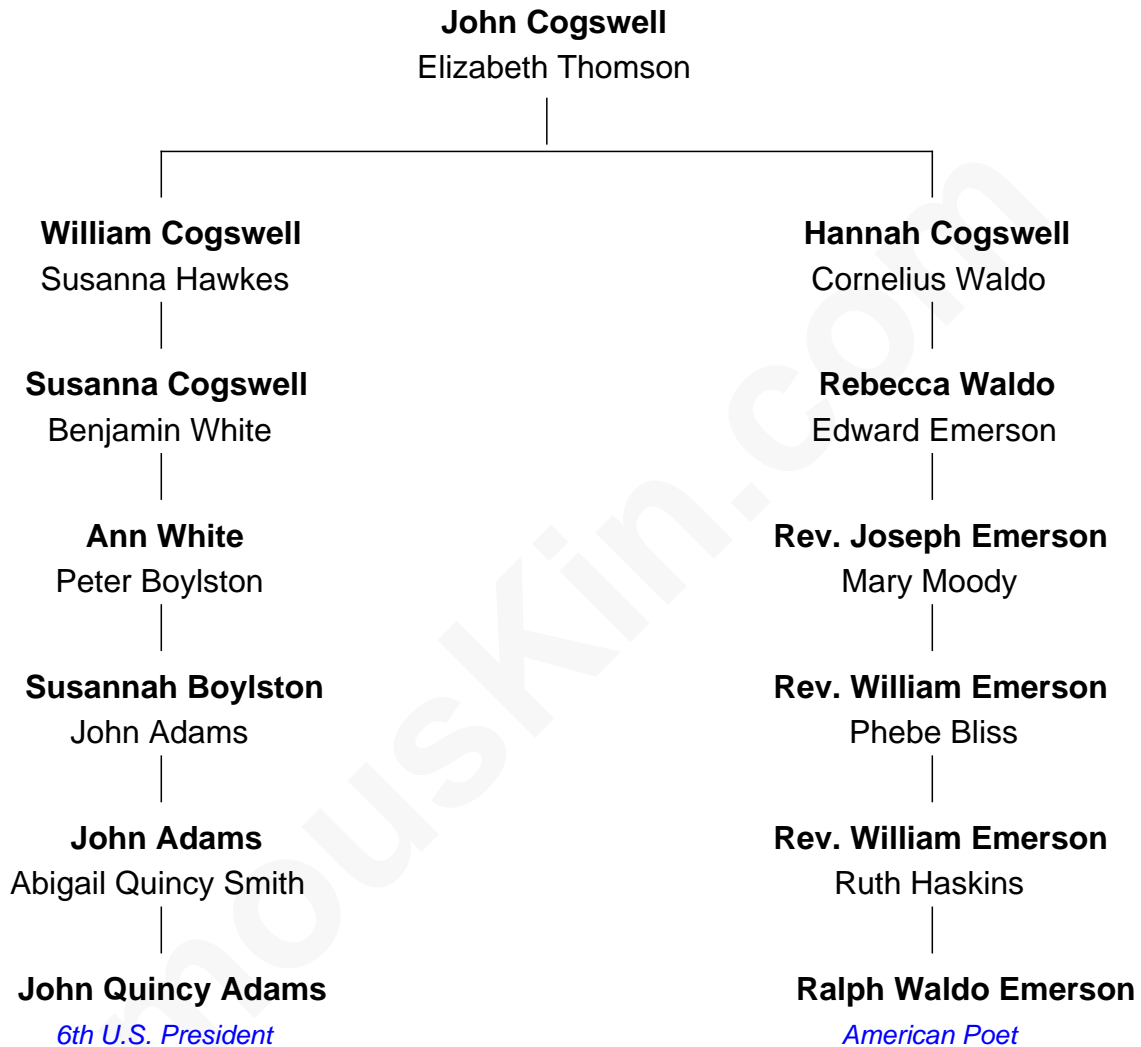 John Cogswell
Elizabeth Thomson
William Cogswell
Susanna Hawkes
Hannah Cogswell
Cornelius Waldo
Susanna Cogswell
Benjamin White
Rebecca Waldo
Edward Emerson
Ann White
Peter Boylston
Rev. Joseph Emerson
Mary Moody
Susannah Boylston
John Adams
Rev. William Emerson
Phebe Bliss
John Adams
Abigail Quincy Smith
Rev. William Emerson
Ruth Haskins
John Quincy Adams
6th U.S. President
Ralph Waldo Emerson
American Poet
mouskin.com